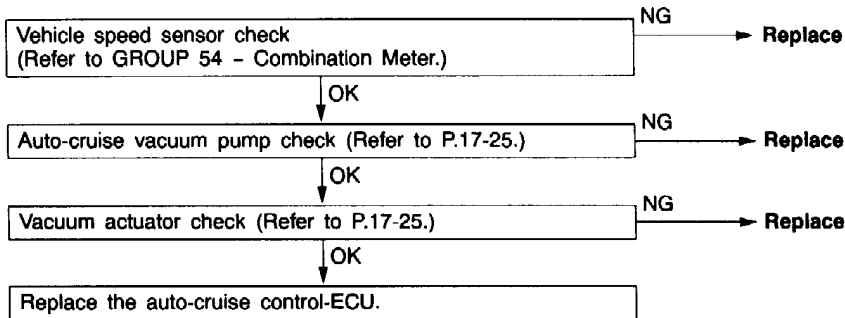 Vehicle speed sensor check
(Refer to GROUP 54 – Combination Meter.)
NG
Replace
OK
Auto-cruise vacuum pump check (Refer to P.17-25.)
NG
Replace
OK
Vacuum actuator check (Refer to P.17-25.)
NG
Replace
OK
Replace the auto-cruise control-ECU.